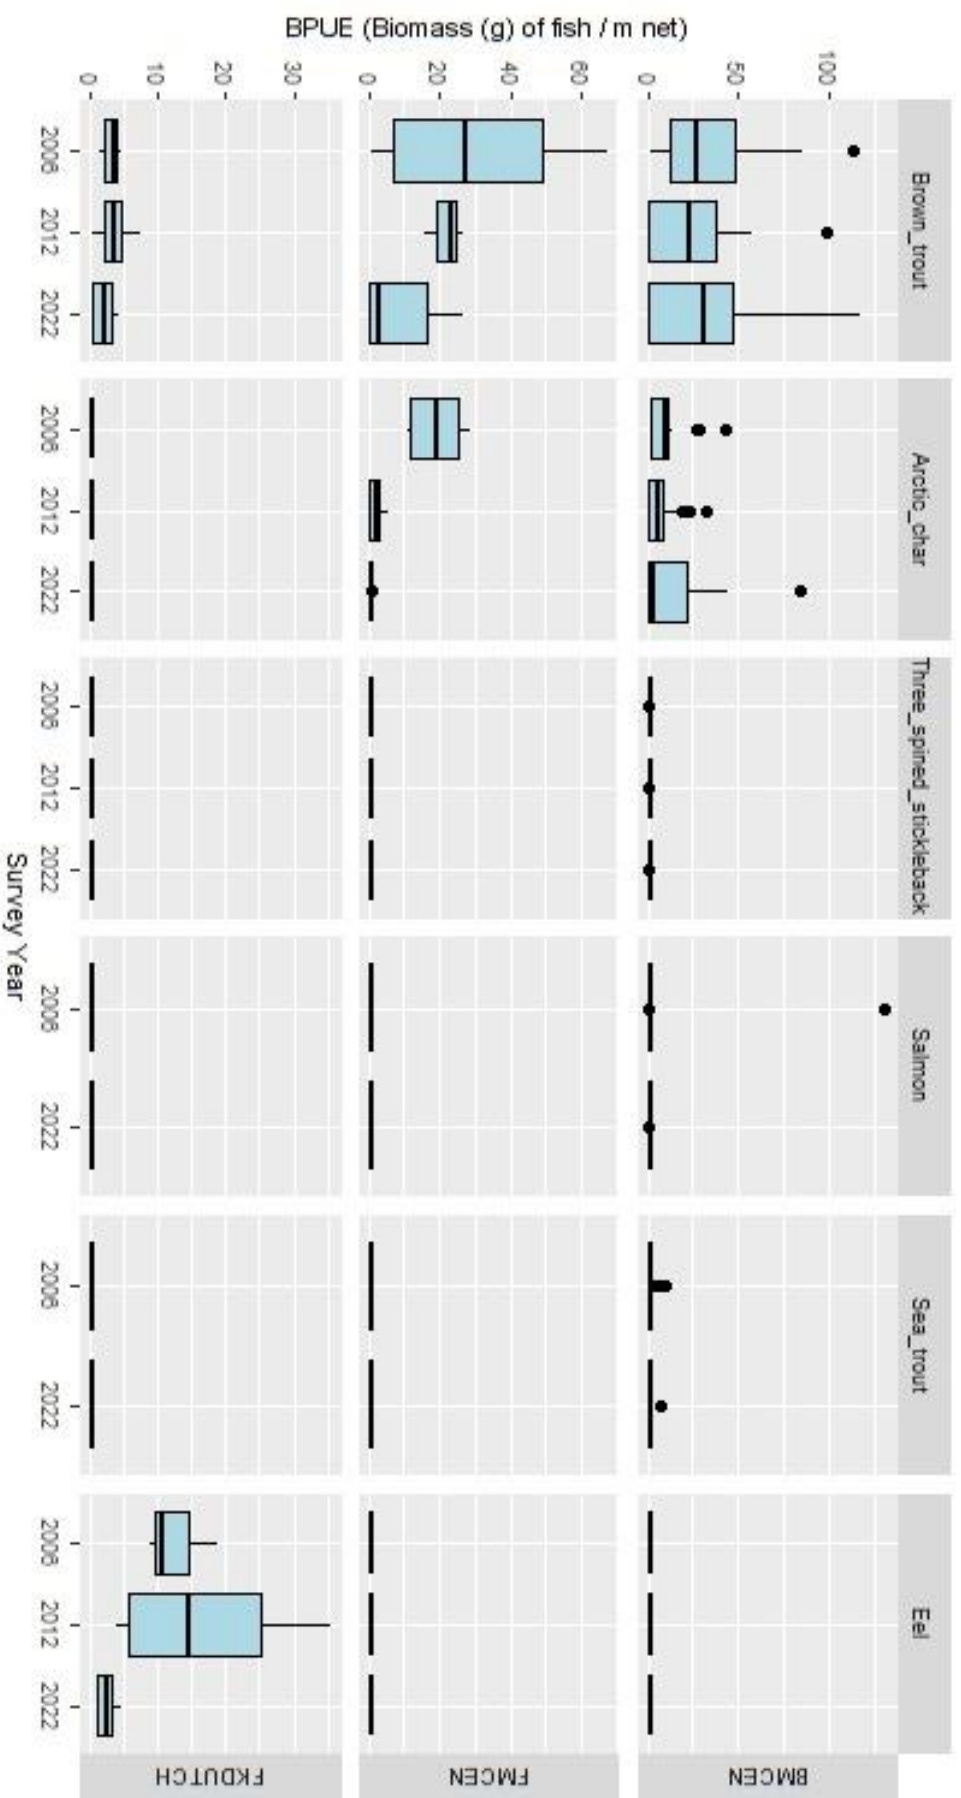 Brown_trout Arctic_char Three_spined_stickleback Salmon Sea_trout Eel
BPUE (Biomass (g) of fish / m net)
100
50
0
BMCEN
60
40
20
0
FMCEN
30
20
10
0
FKDUTCH
2006 2012 2022 2006 2012 2022 2006 2012 2022 2006 2022 2006 2022 2006 2012 2022
Survey Year